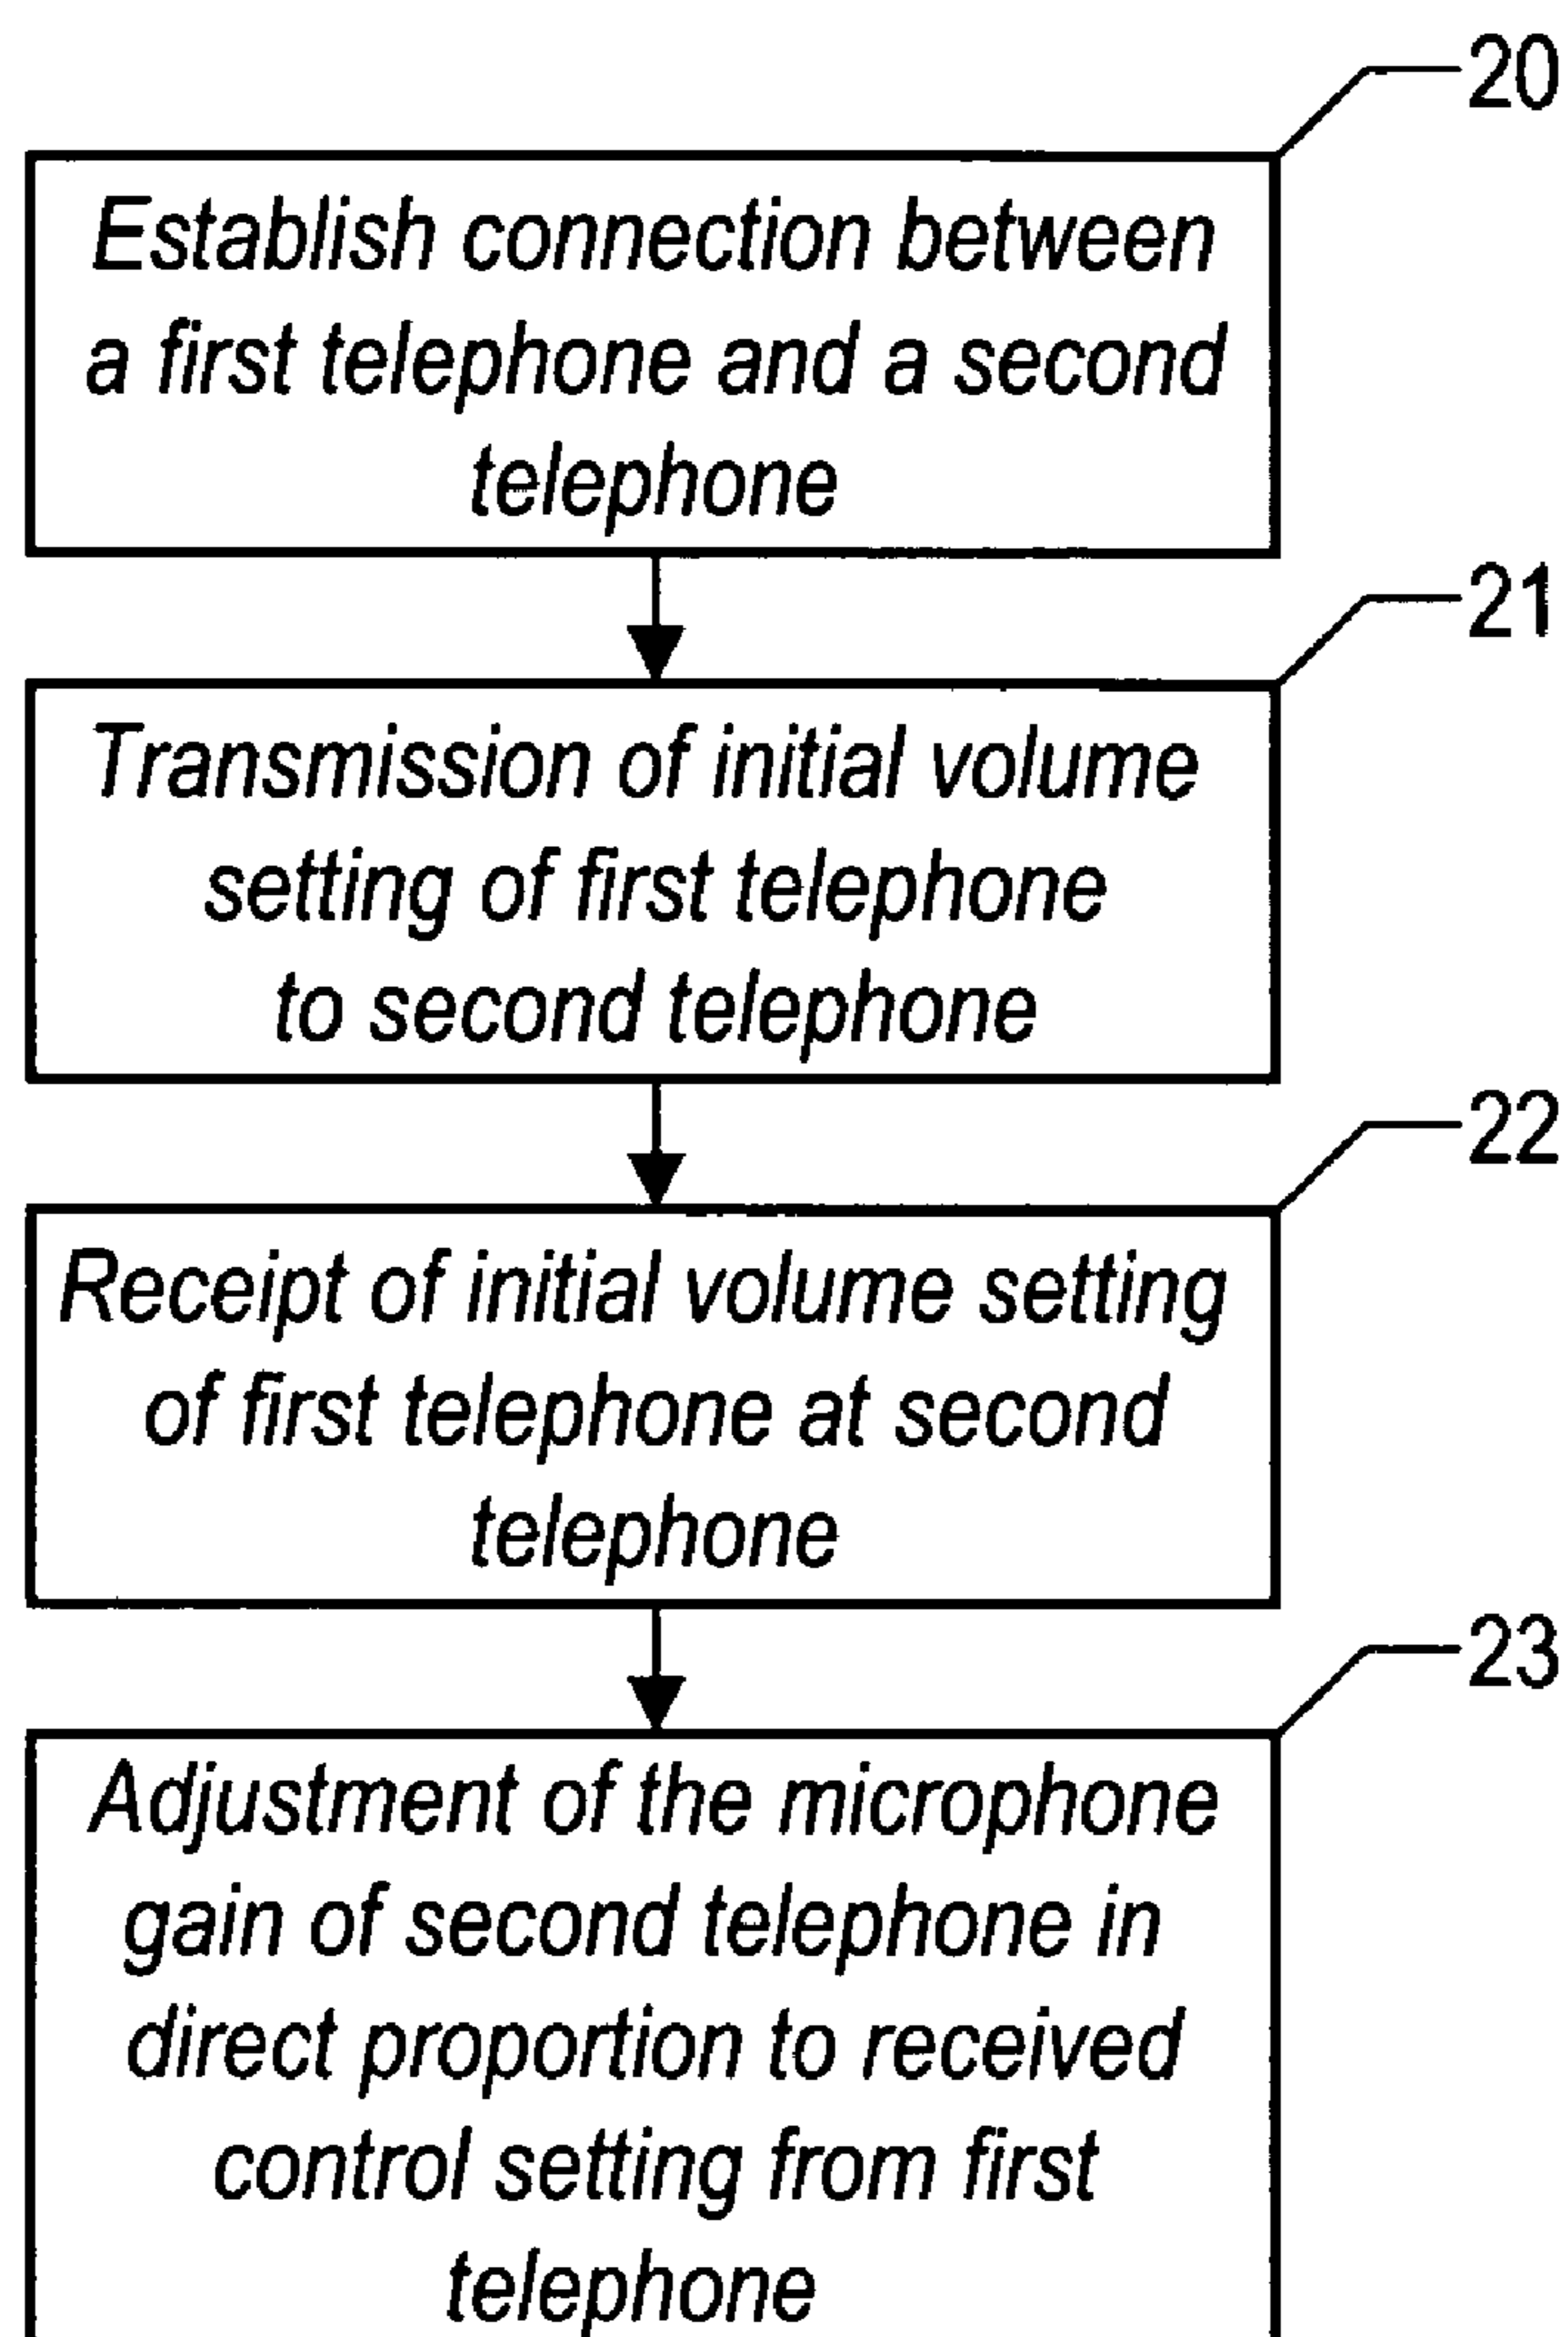 20
Establish connection between
a first telephone and a second
telephone
21
Transmission of initial volume
setting of first telephone
to second telephone
22
Receipt of initial volume setting
of first telephone at second
telephone
23
Adjustment of the microphone
gain of second telephone in
direct proportion to received
control setting from first
telephone